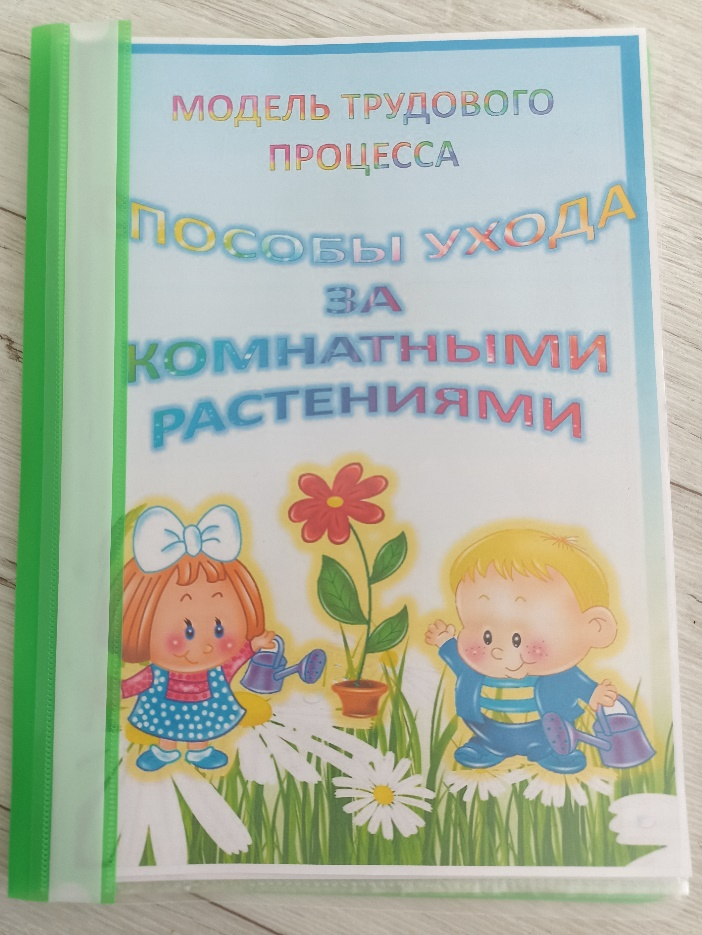 МОДЕЛЬ ТРУДОВОГО
ПРОЦЕССА
ПОСОБЫ УХОДА
ЗА
КОМНАТНЫМИ
РАСТЕНИЯМИ